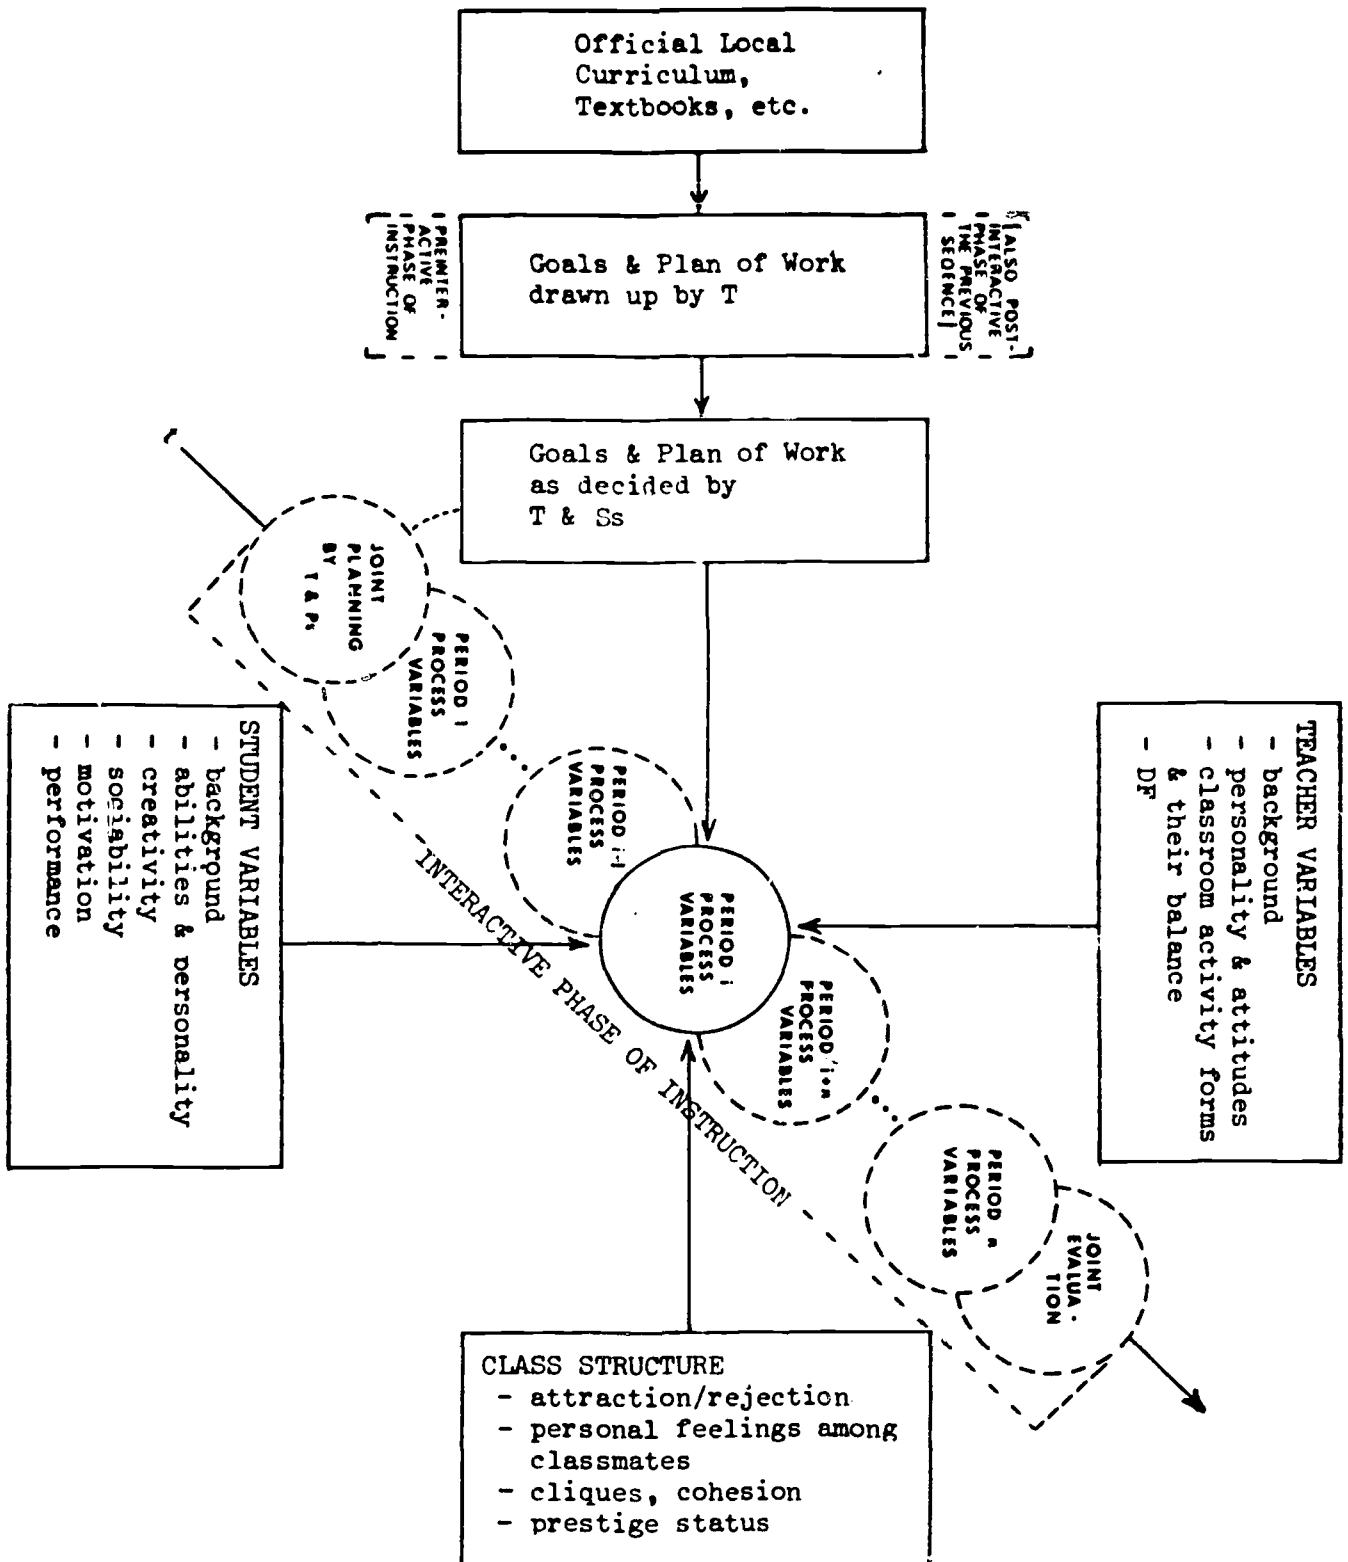 Official Local
Curriculum,
Textbooks, etc.
PREINTER-
ACTIVE
PHASE OF
INSTRUCTION
Goals & Plan of Work
drawn up by T
[ALSO POST-
INTERACTIVE
PHASE OF
THE PREVIOUS
SEQENCE]
Goals & Plan of Work
as decided by
T & Ss
JOINT
PLANNING
BY
T & Ps
PERIOD 1
PROCESS
VARIABLES
PERIOD i-1
PROCESS
VARIABLES
PERIOD i
PROCESS
VARIABLES
PERIOD i+n
PROCESS
VARIABLES
PERIOD n
PROCESS
VARIABLES
JOINT
EVALUA-
TION
INTERACTIVE PHASE OF INSTRUCTION
STUDENT VARIABLES
- background
- abilities & personality
- creativity
- sociability
- motivation
- performance
TEACHER VARIABLES
- background
- personality & attitudes
- classroom activity forms
& their balance
- DF
CLASS STRUCTURE
- attraction/rejection
- personal feelings among
classmates
- cliques, cohesion
- prestige status